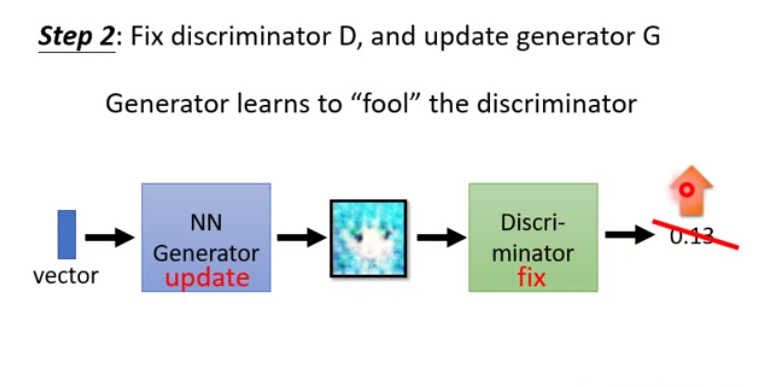 Step 2: Fix discriminator D, and update generator G
Generator learns to “fool” the discriminator
vector
NN
Generator
update
Discri-
minator
fix
0.13